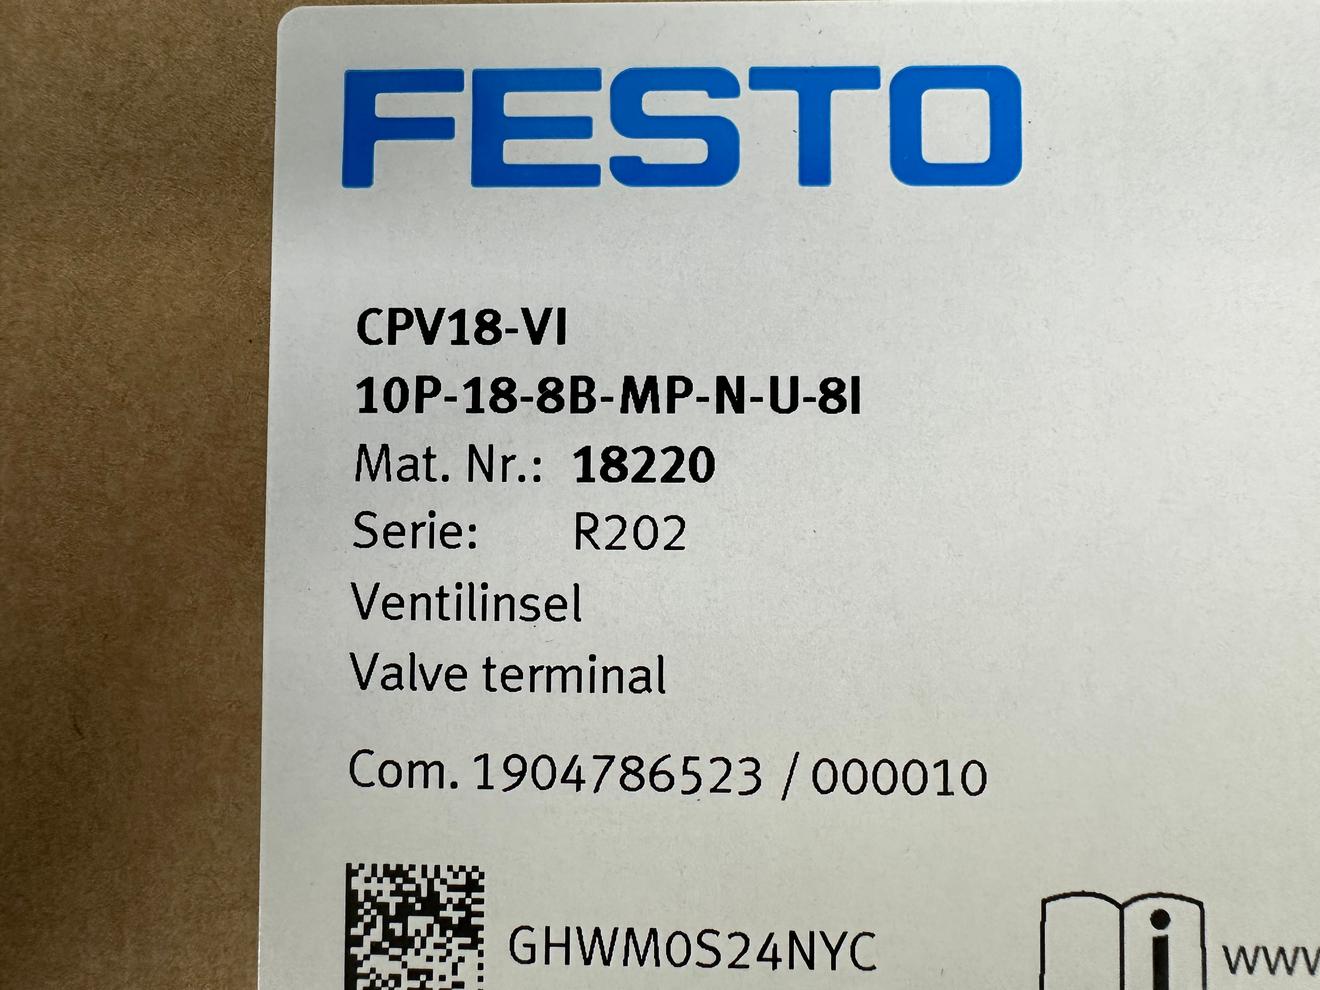 FESTO
CPV18-VI
10P-18-8B-MP-N-U-8I
Mat. Nr.: 18220
Serie: R202
Ventilinsel
Valve terminal
Com. 1904786523 / 000010
GHWM0S24NYC